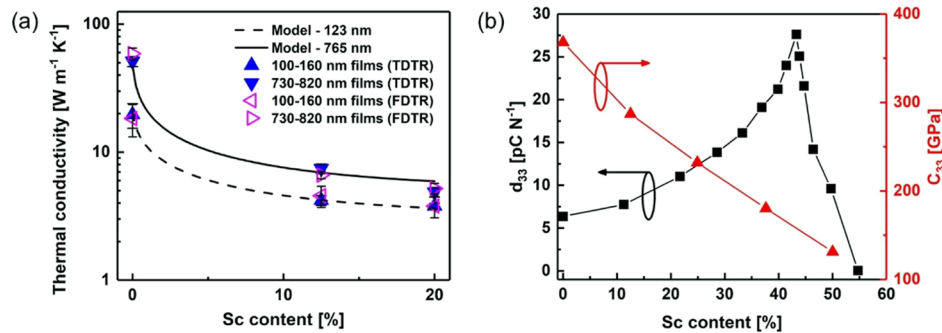 (a)
Thermal conductivity [W m⁻¹ K⁻¹]
100
10
1
Model - 123 nm
Model - 765 nm
100-160 nm films (TDTR)
730-820 nm films (TDTR)
100-160 nm films (FDTR)
730-820 nm films (FDTR)
0
10
20
Sc content [%]
(b)
d₃₃ [pC N⁻¹]
30
25
20
15
10
5
0
0
10
20
30
40
50
60
Sc content [%]
400
300
200
100
C₃₃ [GPa]